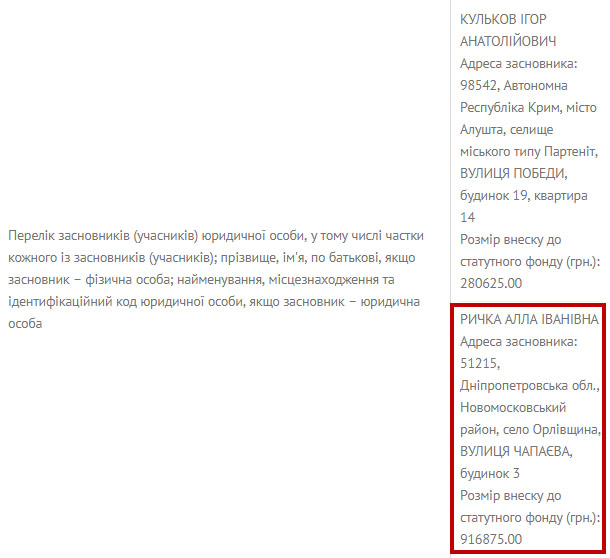 Перелік засновників (учасників) юридичної особи, у тому числі частки
кожного із засновників (учасників); прізвище, ім'я, по батькові, якщо
засновник – фізична особа; найменування, місцезнаходження та
ідентифікаційний код юридичної особи, якщо засновник – юридична
особа
КУЛЬКОВ ІГОР
АНАТОЛІЙОВИЧ
Адреса засновника:
98542, Автономна
Республіка Крим, місто
Алушта, селище
міського типу Партеніт,
ВУЛИЦЯ ПОБЕДИ,
будинок 19, квартира
14
Розмір внеску до
статутного фонду (грн.):
280625.00
РИЧКА АЛЛА ІВАНІВНА
Адреса засновника:
51215,
Дніпропетровська обл.,
Новомосковський
район, село Орлівщина,
ВУЛИЦЯ ЧАПАЄВА,
будинок 3
Розмір внеску до
статутного фонду (грн.):
916875.00